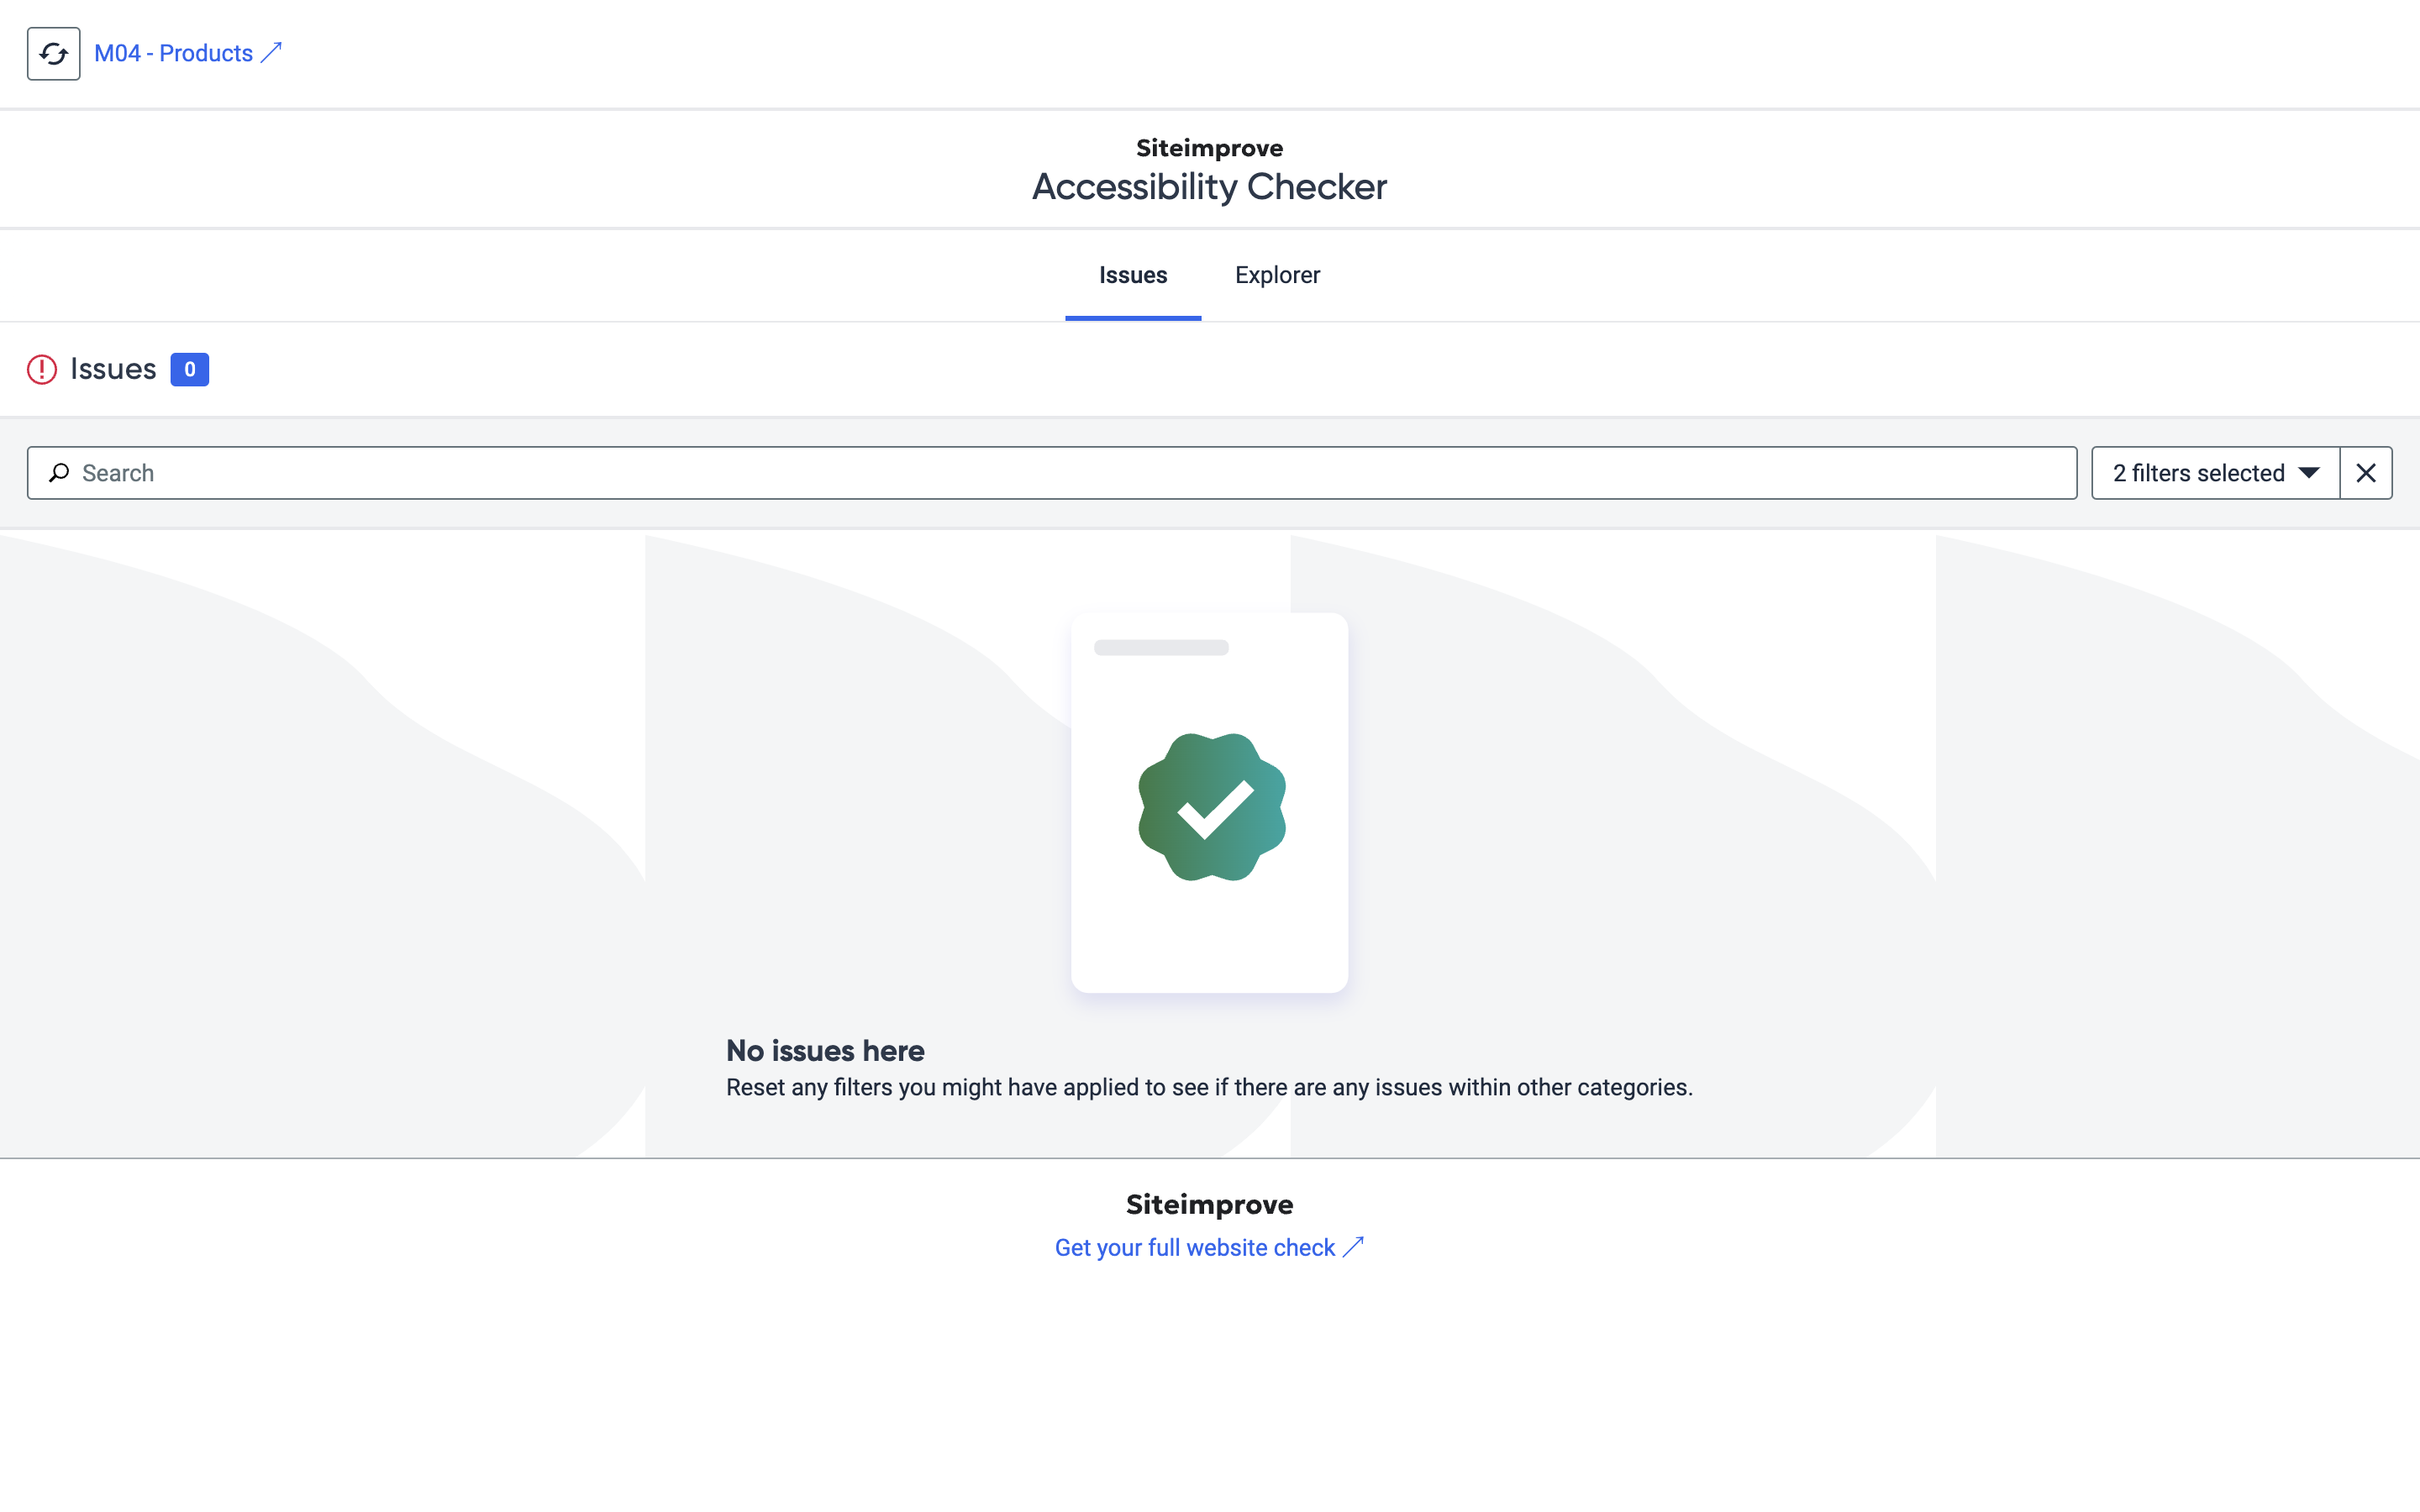 M04 - Products
Siteimprove
Accessibility Checker
Issues
Explorer
Issues 0
Search
2 filters selected
No issues here
Reset any filters you might have applied to see if there are any issues within other categories.
Siteimprove
Get your full website check